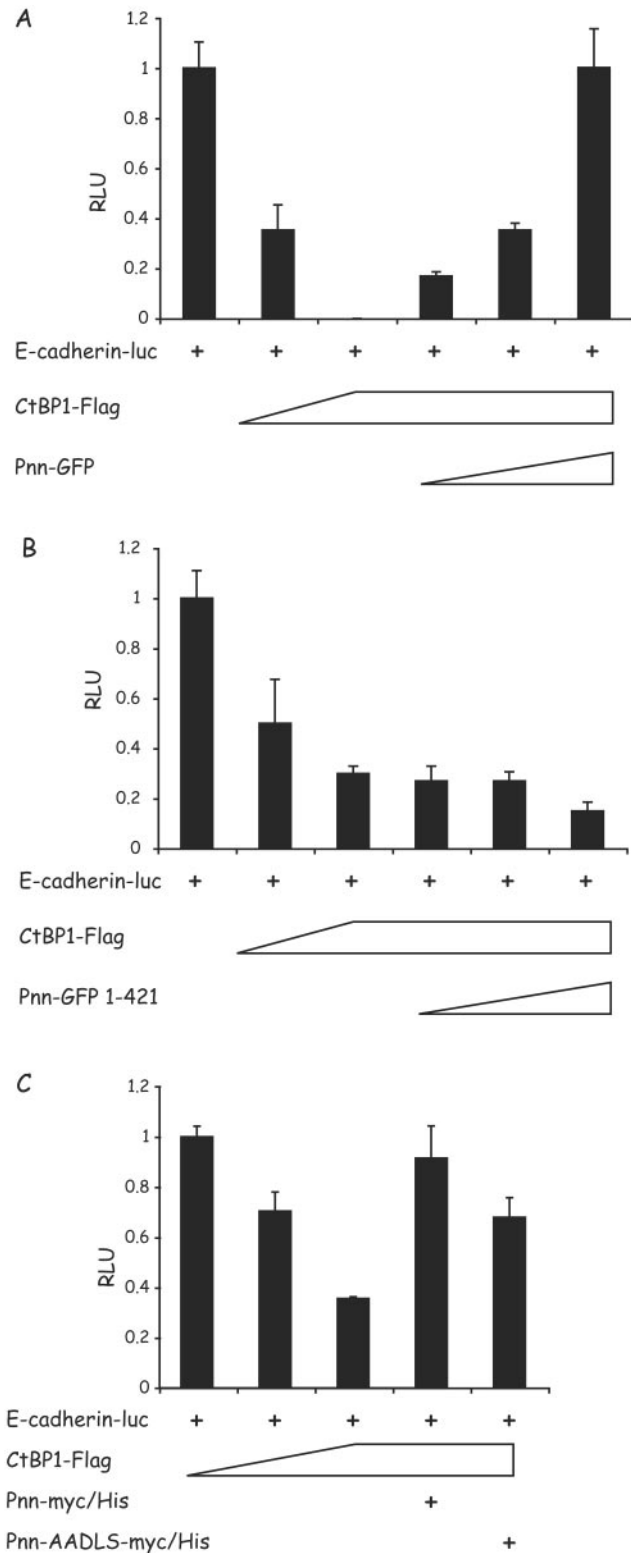 A
1.2
1
0.8
0.6
0.4
0.2
0
RLU
E-cadherin-luc + + + + + +
CtBP1-Flag
Pnn-GFP
B
1.2
1
0.8
0.6
0.4
0.2
0
RLU
E-cadherin-luc + + + + + +
CtBP1-Flag
Pnn-GFP 1-421
C
1.2
1
0.8
0.6
0.4
0.2
0
RLU
E-cadherin-luc + + + + +
CtBP1-Flag
Pnn-myc/His +
Pnn-AADLS-myc/His +